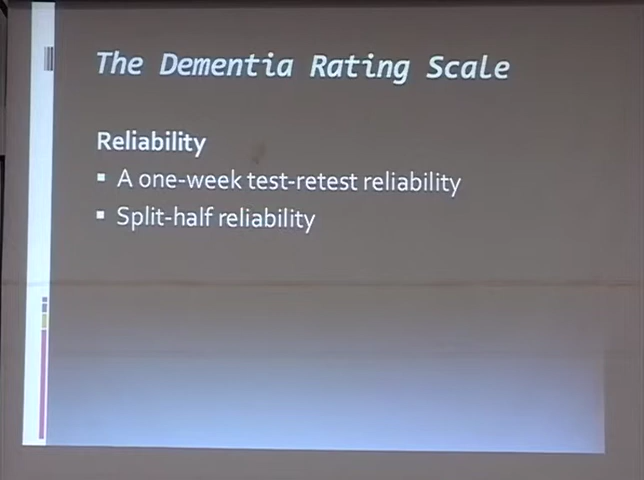 The Dementia Rating Scale
Reliability
▪ A one-week test-retest reliability
▪ Split-half reliability